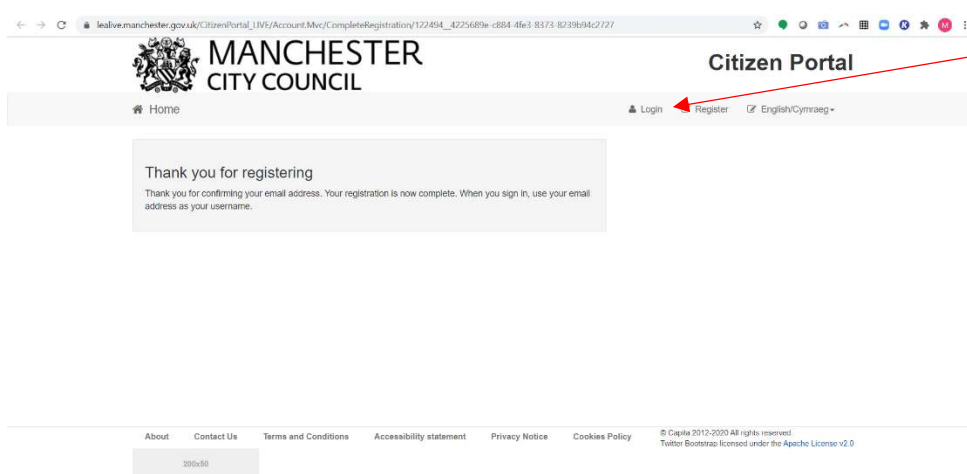 lealive.manchester.gov.uk/CitizenPortal_LIVE/Account.Mvc/CompleteRegistration/122494__4225689e-c884-4fe3-8373-8239b94c2727
MANCHESTER
CITY COUNCIL
Citizen Portal
Home
Login
Register
English/Cymraeg
Thank you for registering
Thank you for confirming your email address. Your registration is now complete. When you sign in, use your email
address as your username.
About
Contact Us
Terms and Conditions
Accessibility statement
Privacy Notice
Cookies Policy
© Capita 2012-2020 All rights reserved.
Twitter Bootstrap licensed under the Apache License v2.0
200x50